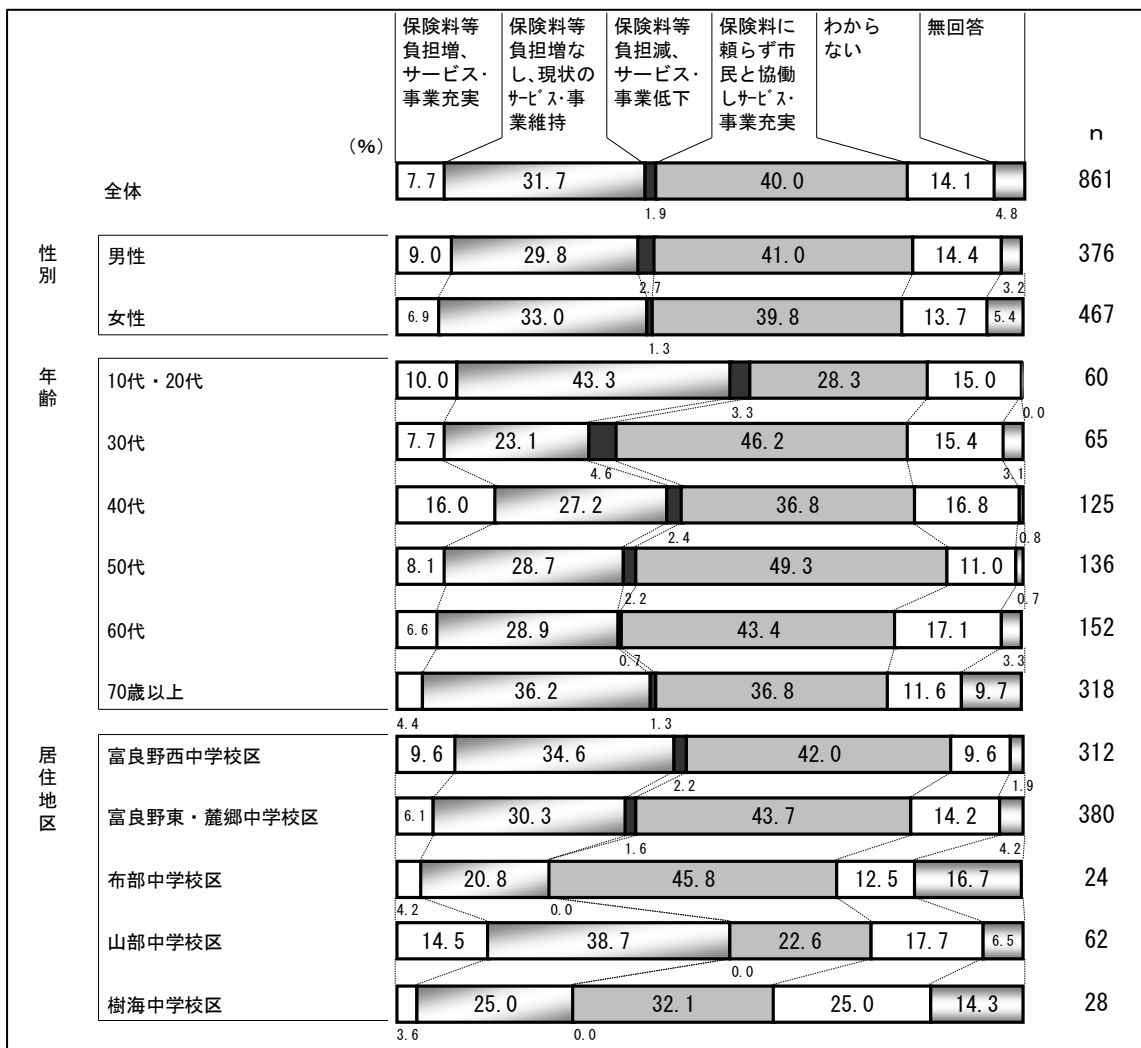 保険料等
負担増、
サービス・
事業充実
保険料等
負担増な
し、現状の
ｻｰﾋﾞｽ・事
業維持
保険料等
負担減、
サービス・
事業低下
保険料に
頼らず市
民と協働
しｻｰﾋﾞｽ・
事業充実
わから
ない
無回答
(%)
n
全体 7.7 31.7 1.9 40.0 14.1 4.8 861
性別
男性 9.0 29.8 2.7 41.0 14.4 3.2 376
女性 6.9 33.0 1.3 39.8 13.7 5.4 467
年齢
10代・20代 10.0 43.3 3.3 28.3 15.0 0.0 60
30代 7.7 23.1 4.6 46.2 15.4 3.1 65
40代 16.0 27.2 2.4 36.8 16.8 0.8 125
50代 8.1 28.7 2.2 49.3 11.0 0.7 136
60代 6.6 28.9 0.7 43.4 17.1 3.3 152
70歳以上 4.4 36.2 1.3 36.8 11.6 9.7 318
居住地区
富良野西中学校区 9.6 34.6 2.2 42.0 9.6 1.9 312
富良野東・麓郷中学校区 6.1 30.3 1.6 43.7 14.2 4.2 380
布部中学校区 4.2 20.8 0.0 45.8 12.5 16.7 24
山部中学校区 14.5 38.7 0.0 22.6 17.7 6.5 62
樹海中学校区 3.6 25.0 0.0 32.1 25.0 14.3 28